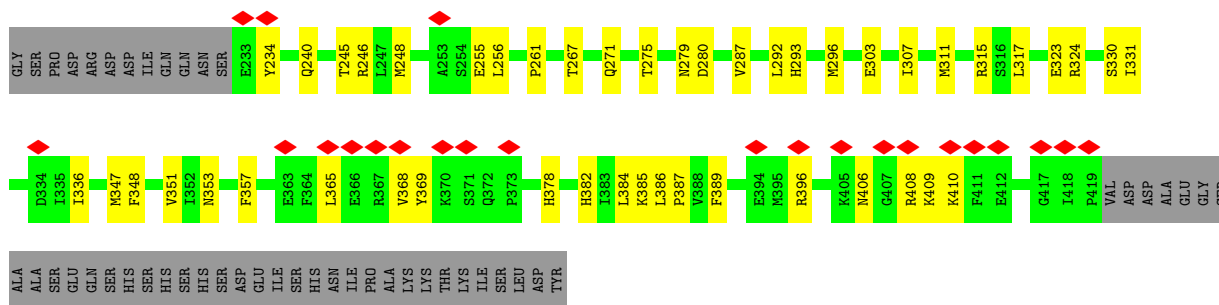 GLY SER PRO ASP ARG ASP ASP ILE GLN GLN ASN SER E233 Y234 Q240 T245 R246 L247 M248 A253 S254 E255 L256 P261 T267 Q271 T275 N279 D280 V287 L292 H293 M296 E303 I307 M311 R315 S316 L317 E323 R324 S330 I331
D334 I335 I336 M347 F348 V351 I352 N353 F357 E363 F364 L365 E366 R367 V368 Y369 K370 S371 Q372 P373 H378 H382 I383 L384 K385 L386 P387 V388 F389 E394 M395 R396 K405 N406 G407 R408 K409 K410 F411 E412 G417 I418 P419 VAL ASP ASP ALA GLU GLY
ALA ALA SER GLU GLN SER HIS SER HIS SER HIS SER ASP GLU ILE SER HIS ASN ILE PRO ALA LYS LYS THR LYS ILE SER LEU ASP TYR